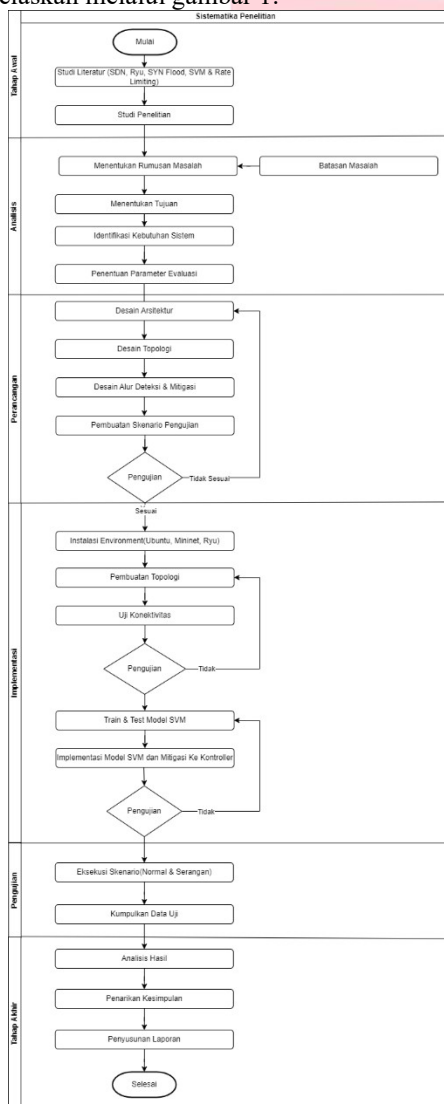 melalui gambar 1.
Sistematika Penelitian
Tahap Awal
Mulai
Studi Literatur (SDN, Ryu, SYN Flood, SVM & Rate
Limiting)
Studi Penelitian
Analisis
Menentukan Rumusan Masalah
Batasan Masalah
Menentukan Tujuan
Identifikasi Kebutuhan Sistem
Penentuan Parameter Evaluasi
Perancangan
Desain Arsitektur
Desain Topologi
Desain Alur Deteksi & Mitigasi
Pembuatan Skenario Pengujian
Pengujian
Tidak Sesuai
Sesuai
Implementasi
Instalasi Environment(Ubuntu, Mininet, Ryu)
Pembuatan Topologi
Uji Konektivitas
Pengujian
Tidak
Train & Test Model SVM
Implementasi Model SVM dan Mitigasi Ke Kontroller
Pengujian
Tidak
Pengujian
Eksekusi Skenario(Normal & Serangan)
Kumpulkan Data Uji
Tahap Akhir
Analisis Hasil
Penarikan Kesimpulan
Penyusunan Laporan
Selesai